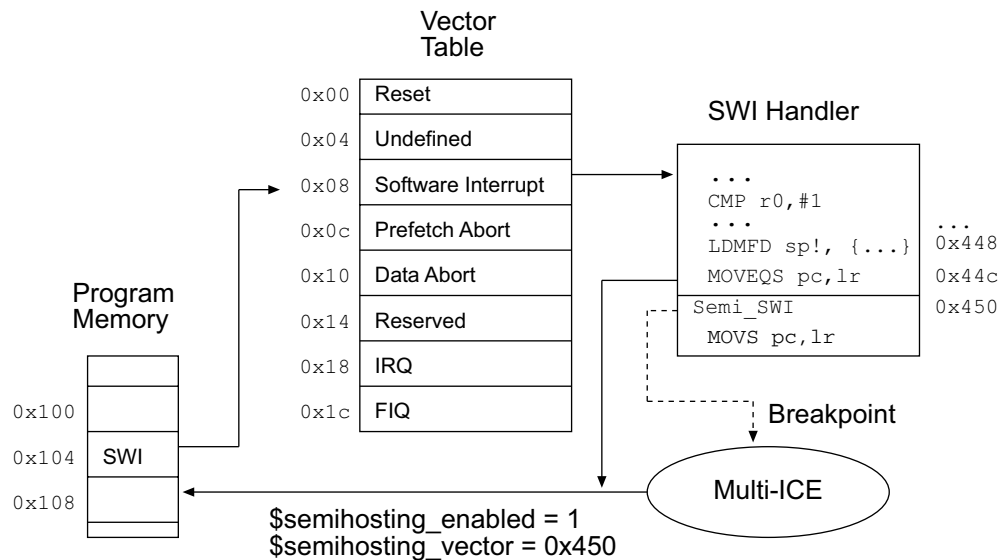 Vector
Table
0x00 Reset
0x04 Undefined
0x08 Software Interrupt
0x0c Prefetch Abort
0x10 Data Abort
0x14 Reserved
0x18 IRQ
0x1c FIQ
SWI Handler
...
CMP r0,#1
... ...
LDMFD sp!, {...} 0x448
MOVEQS pc,lr 0x44c
Semi_SWI 0x450
MOVS pc,lr
Program
Memory
0x100
0x104 SWI
0x108
Breakpoint
Multi-ICE
$semihosting_enabled = 1
$semihosting_vector = 0x450